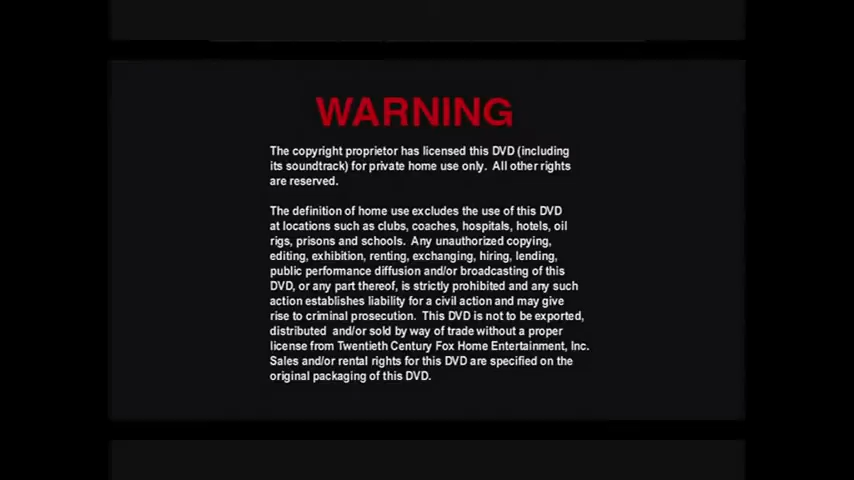 WARNING
The copyright proprietor has licensed this DVD (including
its soundtrack) for private home use only. All other rights
are reserved.
The definition of home use excludes the use of this DVD
at locations such as clubs, coaches, hospitals, hotels, oil
rigs, prisons and schools. Any unauthorized copying,
editing, exhibition, renting, exchanging, hiring, lending,
public performance diffusion and/or broadcasting of this
DVD, or any part thereof, is strictly prohibited and any such
action establishes liability for a civil action and may give
rise to criminal prosecution. This DVD is not to be exported,
distributed and/or sold by way of trade without a proper
license from Twentieth Century Fox Home Entertainment, Inc.
Sales and/or rental rights for this DVD are specified on the
original packaging of this DVD.